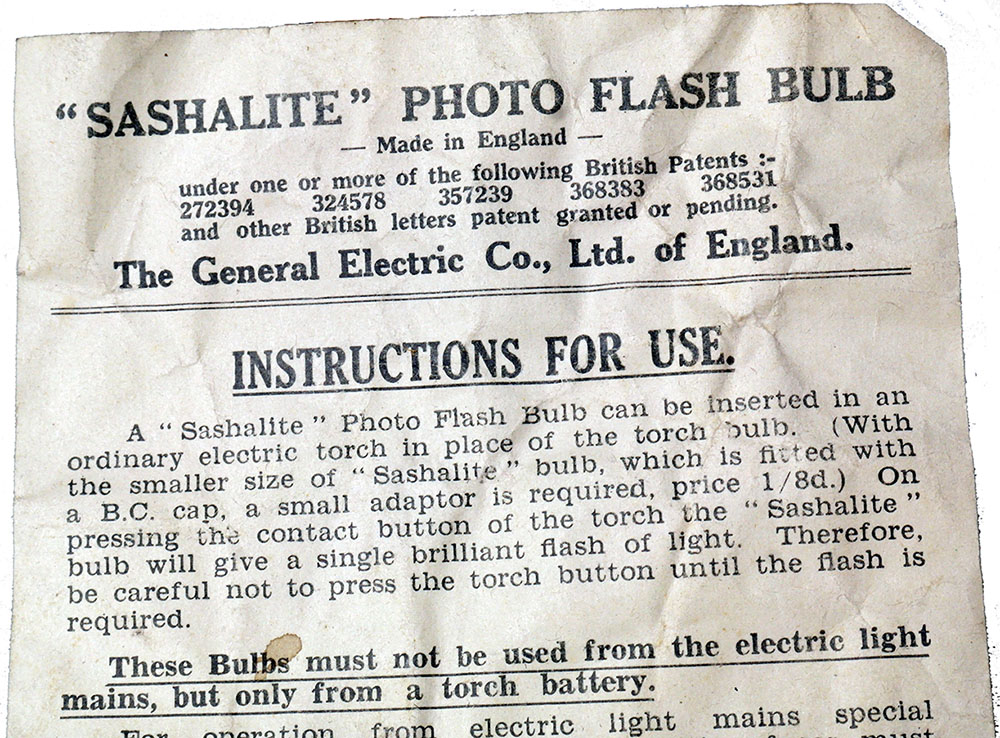 "SASHALITE" PHOTO FLASH BULB
— Made in England —
under one or more of the following British Patents :-
272394 324578 357239 368383 368531
and other British letters patent granted or pending.
The General Electric Co., Ltd. of England.
INSTRUCTIONS FOR USE.
A "Sashalite" Photo Flash Bulb can be inserted in an
ordinary electric torch in place of the torch bulb. (With
the smaller size of "Sashalite" bulb, which is fitted with
a B.C. cap, a small adaptor is required, price 1/8d.) On
pressing the contact button of the torch the "Sashalite"
bulb will give a single brilliant flash of light. Therefore,
be careful not to press the torch button until the flash is
required.
These Bulbs must not be used from the electric light
mains, but only from a torch battery.
For operation from electric light mains special
must